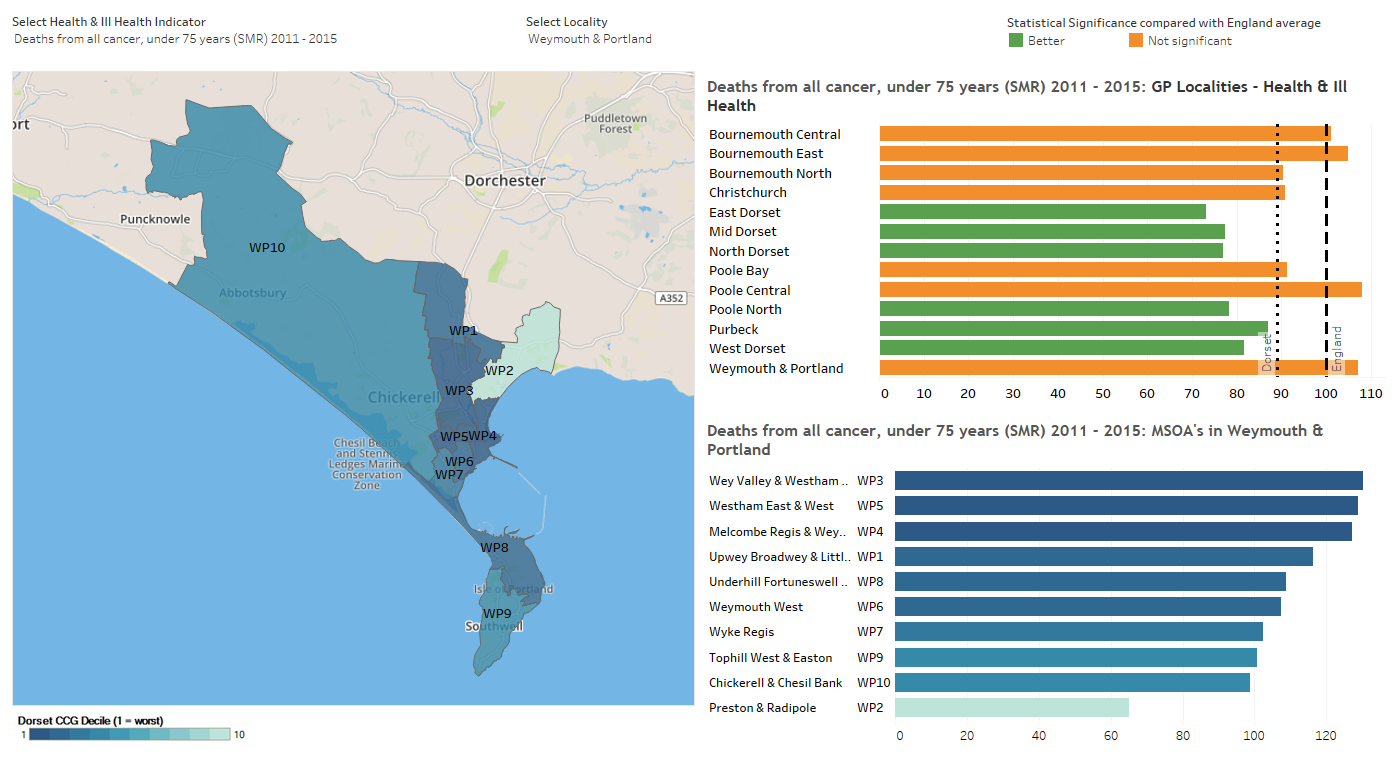 Select Health & Ill Health Indicator
Deaths from all cancer, under 75 years (SMR) 2011 - 2015
Select Locality
Weymouth & Portland
Statistical Significance compared with England average
Better
Not significant
ort
Puddletown
Forest
Dorchester
Puncknowle
WP10
Abbotsbury
A352
WP1
WP2
WP3
Chickerell
WP5
WP4
Chesil Beach
and Stennis
Ledges Marine
Conservation
Zone
WP6
WP7
WP8
Isle of Portland
WP9
Southwell
Dorset CCG Decile (1 = worst)
1
10
Deaths from all cancer, under 75 years (SMR) 2011 - 2015: GP Localities - Health & Ill
Health
Bournemouth Central
Bournemouth East
Bournemouth North
Christchurch
East Dorset
Mid Dorset
North Dorset
Poole Bay
Poole Central
Poole North
Purbeck
West Dorset
Weymouth & Portland
Dorset
England
0 10 20 30 40 50 60 70 80 90 100 110
Deaths from all cancer, under 75 years (SMR) 2011 - 2015: MSOA's in Weymouth &
Portland
Wey Valley & Westham .. WP3
Westham East & West WP5
Melcombe Regis & Wey.. WP4
Upwey Broadwey & Littl.. WP1
Underhill Fortuneswell .. WP8
Weymouth West WP6
Wyke Regis WP7
Tophill West & Easton WP9
Chickerell & Chesil Bank WP10
Preston & Radipole WP2
0 20 40 60 80 100 120